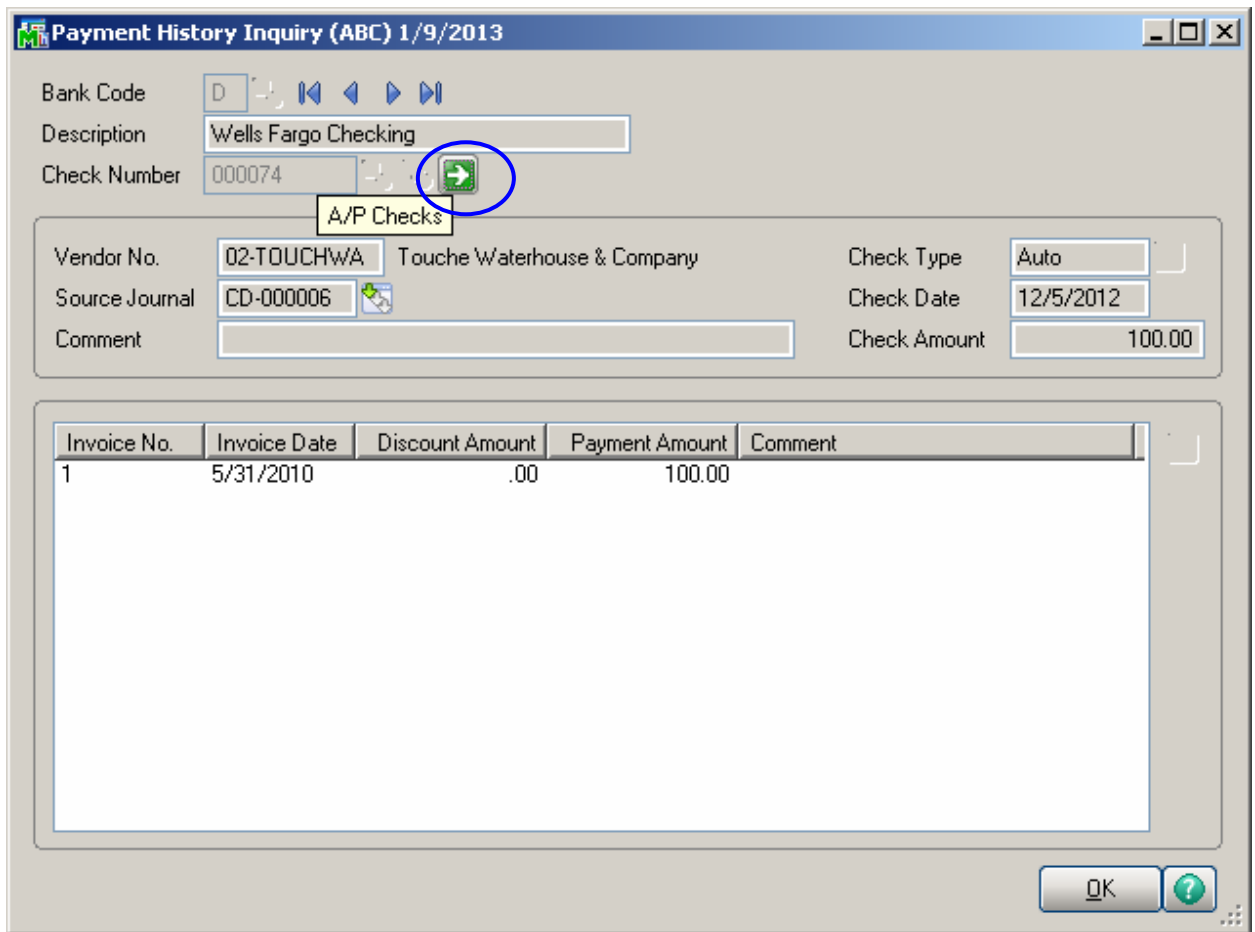 Payment History Inquiry (ABC) 1/9/2013
Bank Code D
Description Wells Fargo Checking
Check Number 000074
A/P Checks
Vendor No. 02-TOUCHWA Touche Waterhouse & Company Check Type Auto
Source Journal CD-000006 Check Date 12/5/2012
Comment Check Amount 100.00
Invoice No. Invoice Date Discount Amount Payment Amount Comment
1 5/31/2010 .00 100.00
OK ?